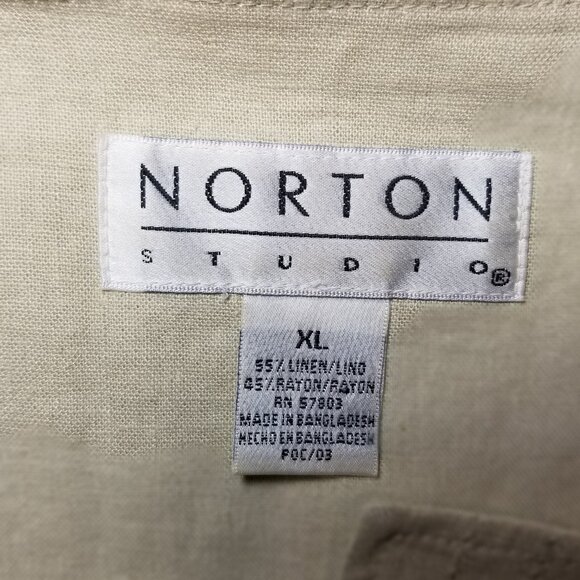 NORTON
STUDIO®
XL
55% LINEN/LINO
45% RAYON/RAYON
RN 57803
MADE IN BANGLADESH
HECHO EN BANGLADESH
POC/03